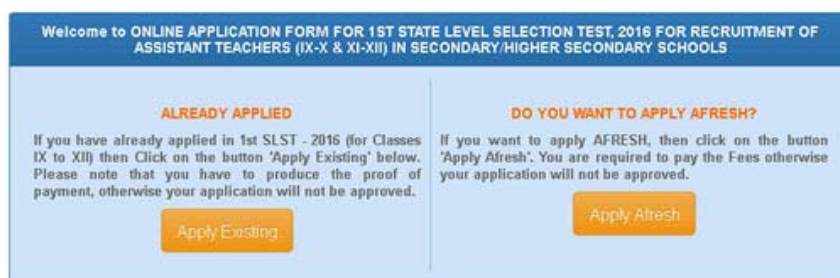 Welcome to ONLINE APPLICATION FORM FOR 1ST STATE LEVEL SELECTION TEST, 2016 FOR RECRUITMENT OF
ASSISTANT TEACHERS (IX-X & XI-XII) IN SECONDARY/HIGHER SECONDARY SCHOOLS
ALREADY APPLIED
If you have already applied in 1st SLST - 2016 (for Classes
IX to XII) then Click on the button 'Apply Existing' below.
Please note that you have to produce the proof of
payment, otherwise your application will not be approved.
Apply Existing
DO YOU WANT TO APPLY AFRESH?
If you want to apply AFRESH, then click on the button
'Apply Afresh'. You are required to pay the Fees otherwise
your application will not be approved.
Apply Afresh